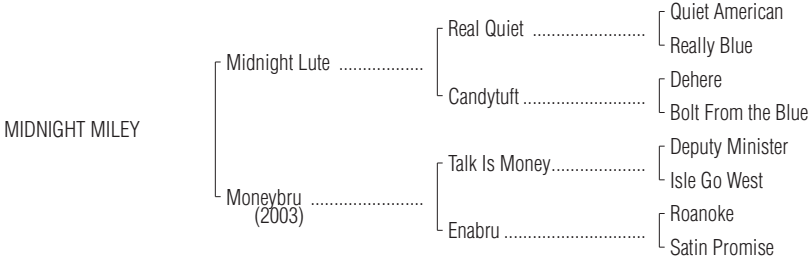 Quiet American
Real Quiet ........................
Really Blue
Midnight Lute ..................
Dehere
Candytuft ..........................
Bolt From the Blue
MIDNIGHT MILEY
Deputy Minister
Talk Is Money....................
Isle Go West
Moneybru ........................
(2003)
Roanoke
Enabru ..............................
Satin Promise